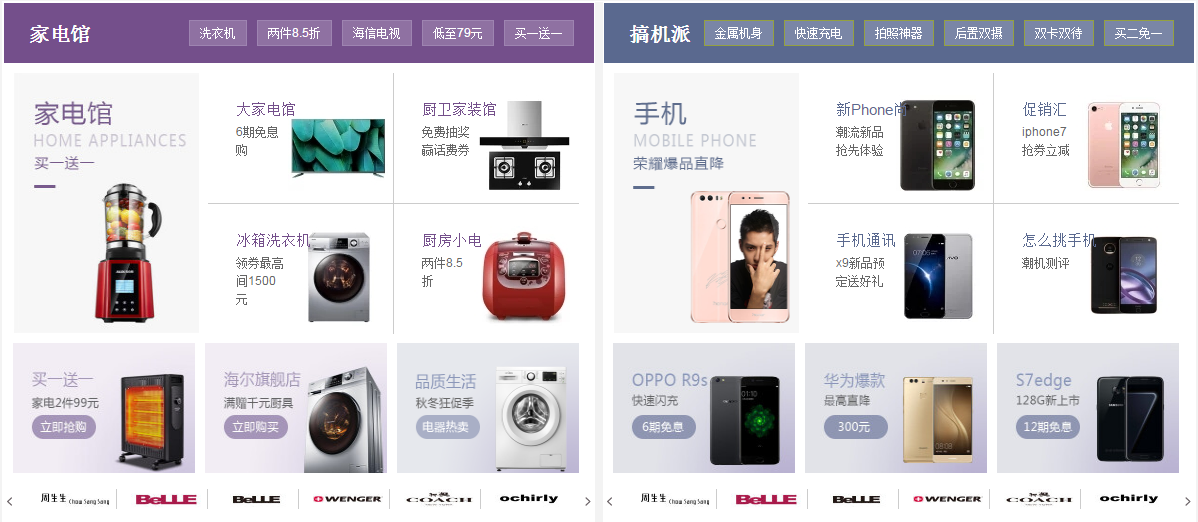 家电馆
洗衣机
两件8.5折
海信电视
低至79元
买一送一
家电馆
HOME APPLIANCES
买一送一
大家电馆
6期免息
购
厨卫家装馆
免费抽奖
赢话费券
冰箱洗衣机
领券最高
间1500
元
厨房小电
两件8.5
折
买一送一
家电2件99元
立即抢购
海尔旗舰店
满赠千元厨具
立即购买
品质生活
秋冬狂促季
电器热卖
周生生 Chow Sang Sang
BeLLE
BeLLE
WENGER
COACH
ochirly
搞机派
金属机身
快速充电
拍照神器
后置双摄
双卡双待
买二免一
手机
MOBILE PHONE
荣耀爆品直降
新Phone尚
潮流新品
抢先体验
促销汇
iphone7
抢券立减
手机通讯
x9新品预
定送好礼
07:06
vivo
怎么挑手机
潮机测评
OPPO R9s
快速闪充
6期免息
华为爆款
最高直降
300元
08:08
S7edge
128G新上市
12期免息
周生生 Chow Sang Sang
BeLLE
BeLLE
WENGER
COACH
ochirly